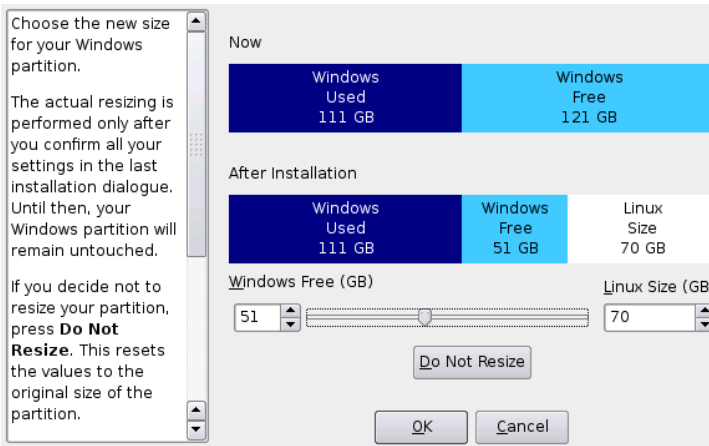 Choose the new size
for your Windows
partition.
The actual resizing is
performed only after
you confirm all your
settings in the last
installation dialogue.
Until then, your
Windows partition will
remain untouched.
If you decide not to
resize your partition,
press Do Not
Resize. This resets
the values to the
original size of the
partition.
Now
Windows
Used
111 GB
Windows
Free
121 GB
After Installation
Windows
Used
111 GB
Windows
Free
51 GB
Linux
Size
70 GB
Windows Free (GB)
Linux Size (GB
51
70
Do Not Resize
OK
Cancel